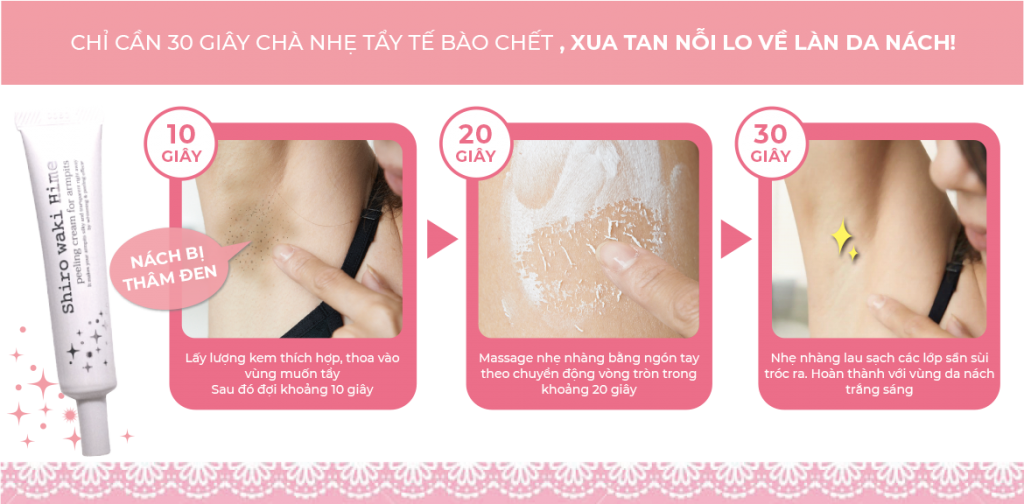 CHỈ CẦN 30 GIÂY CHÀ NHẸ TẨY TẾ BÀO CHẾT , XUA TAN NỖI LO VỀ LÀN DA NÁCH!
Shiro waki Hime
peeling cream for armpits
10
GIÂY
NÁCH BỊ
THÂM ĐEN
Lấy lượng kem thích hợp, thoa vào
vùng muốn tẩy
Sau đó đợi khoảng 10 giây
20
GIÂY
Massage nhẹ nhàng bằng ngón tay
theo chuyển động vòng tròn trong
khoảng 20 giây
30
GIÂY
Nhẹ nhàng lau sạch các lớp sần sùi
tróc ra. Hoàn thành với vùng da nách
trắng sáng